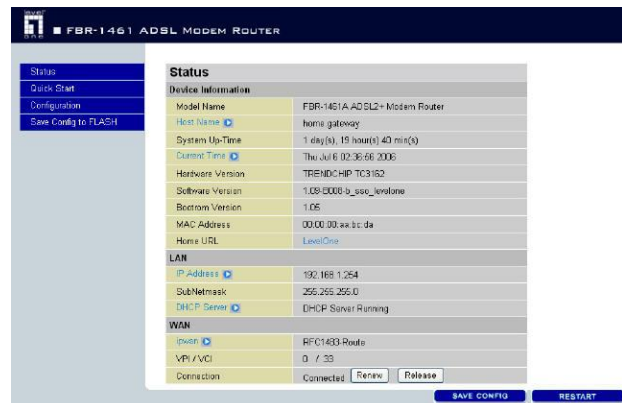 level one
FBR-1461 ADSL Modem Router
Status
Quick Start
Configuration
Save Config to FLASH
Status
Device Information
Model Name FBR-1461A ADSL2+ Modem Router
Host Name home.gateway
System Up-Time 1 day(s), 19 hour(s) 40 min(s)
Current Time Thu Jul 6 02:36:56 2006
Hardware Version TRENDCHIP TC3162
Software Version
Bootrom Version 1.05
MAC Address 00:00:00:aa:bc:da
Home URL LevelOne
LAN
IP Address 192.168.1.254
SubNetmask 255.255.255.0
DHCP Server DHCP Server Running
WAN
ipwan RFC1483-Route
VPI / VCI 0 / 33
Connection Connected Renew Release
SAVE CONFIG RESTART